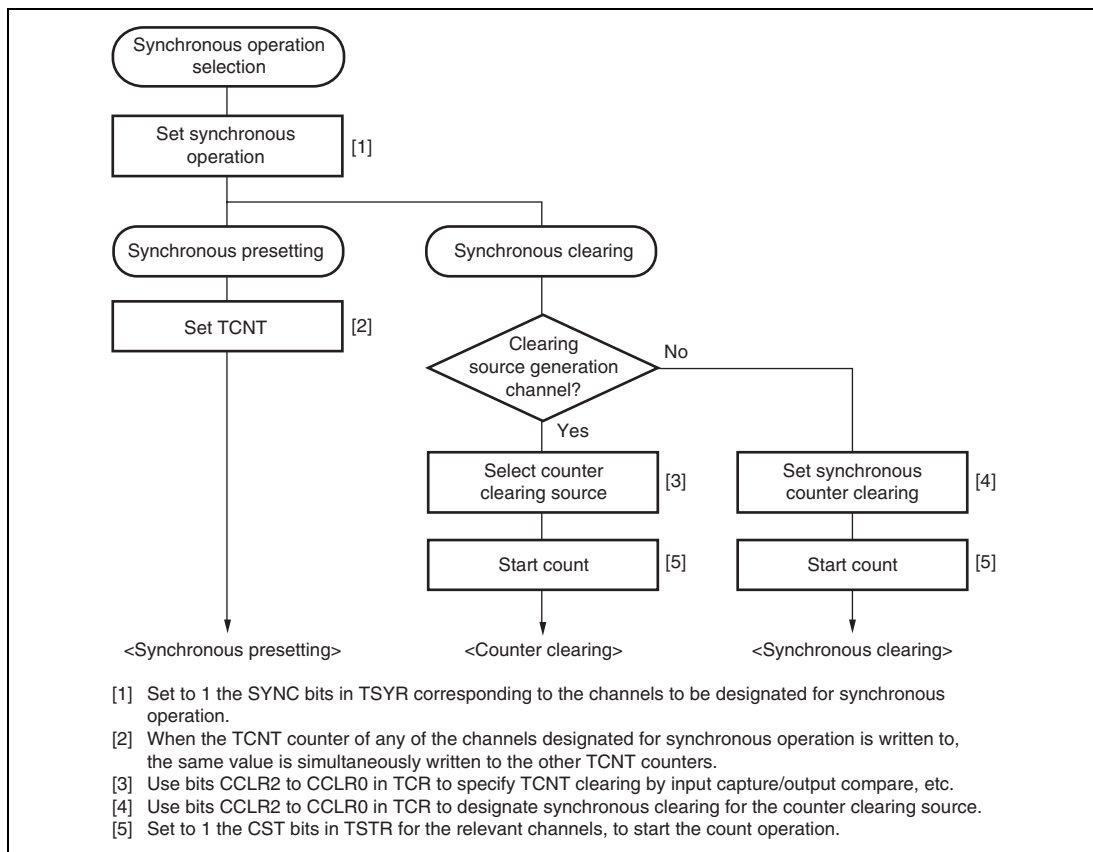 Synchronous operation
selection
Set synchronous
operation
[1]
Synchronous presetting
Synchronous clearing
Set TCNT
[2]
Clearing
source generation
channel?
No
Yes
Select counter
clearing source
[3]
Set synchronous
counter clearing
[4]
Start count
[5]
Start count
[5]
<Synchronous presetting>
<Counter clearing>
<Synchronous clearing>
[1] Set to 1 the SYNC bits in TSYR corresponding to the channels to be designated for synchronous
operation.
[2] When the TCNT counter of any of the channels designated for synchronous operation is written to,
the same value is simultaneously written to the other TCNT counters.
[3] Use bits CCLR2 to CCLR0 in TCR to specify TCNT clearing by input capture/output compare, etc.
[4] Use bits CCLR2 to CCLR0 in TCR to designate synchronous clearing for the counter clearing source.
[5] Set to 1 the CST bits in TSTR for the relevant channels, to start the count operation.